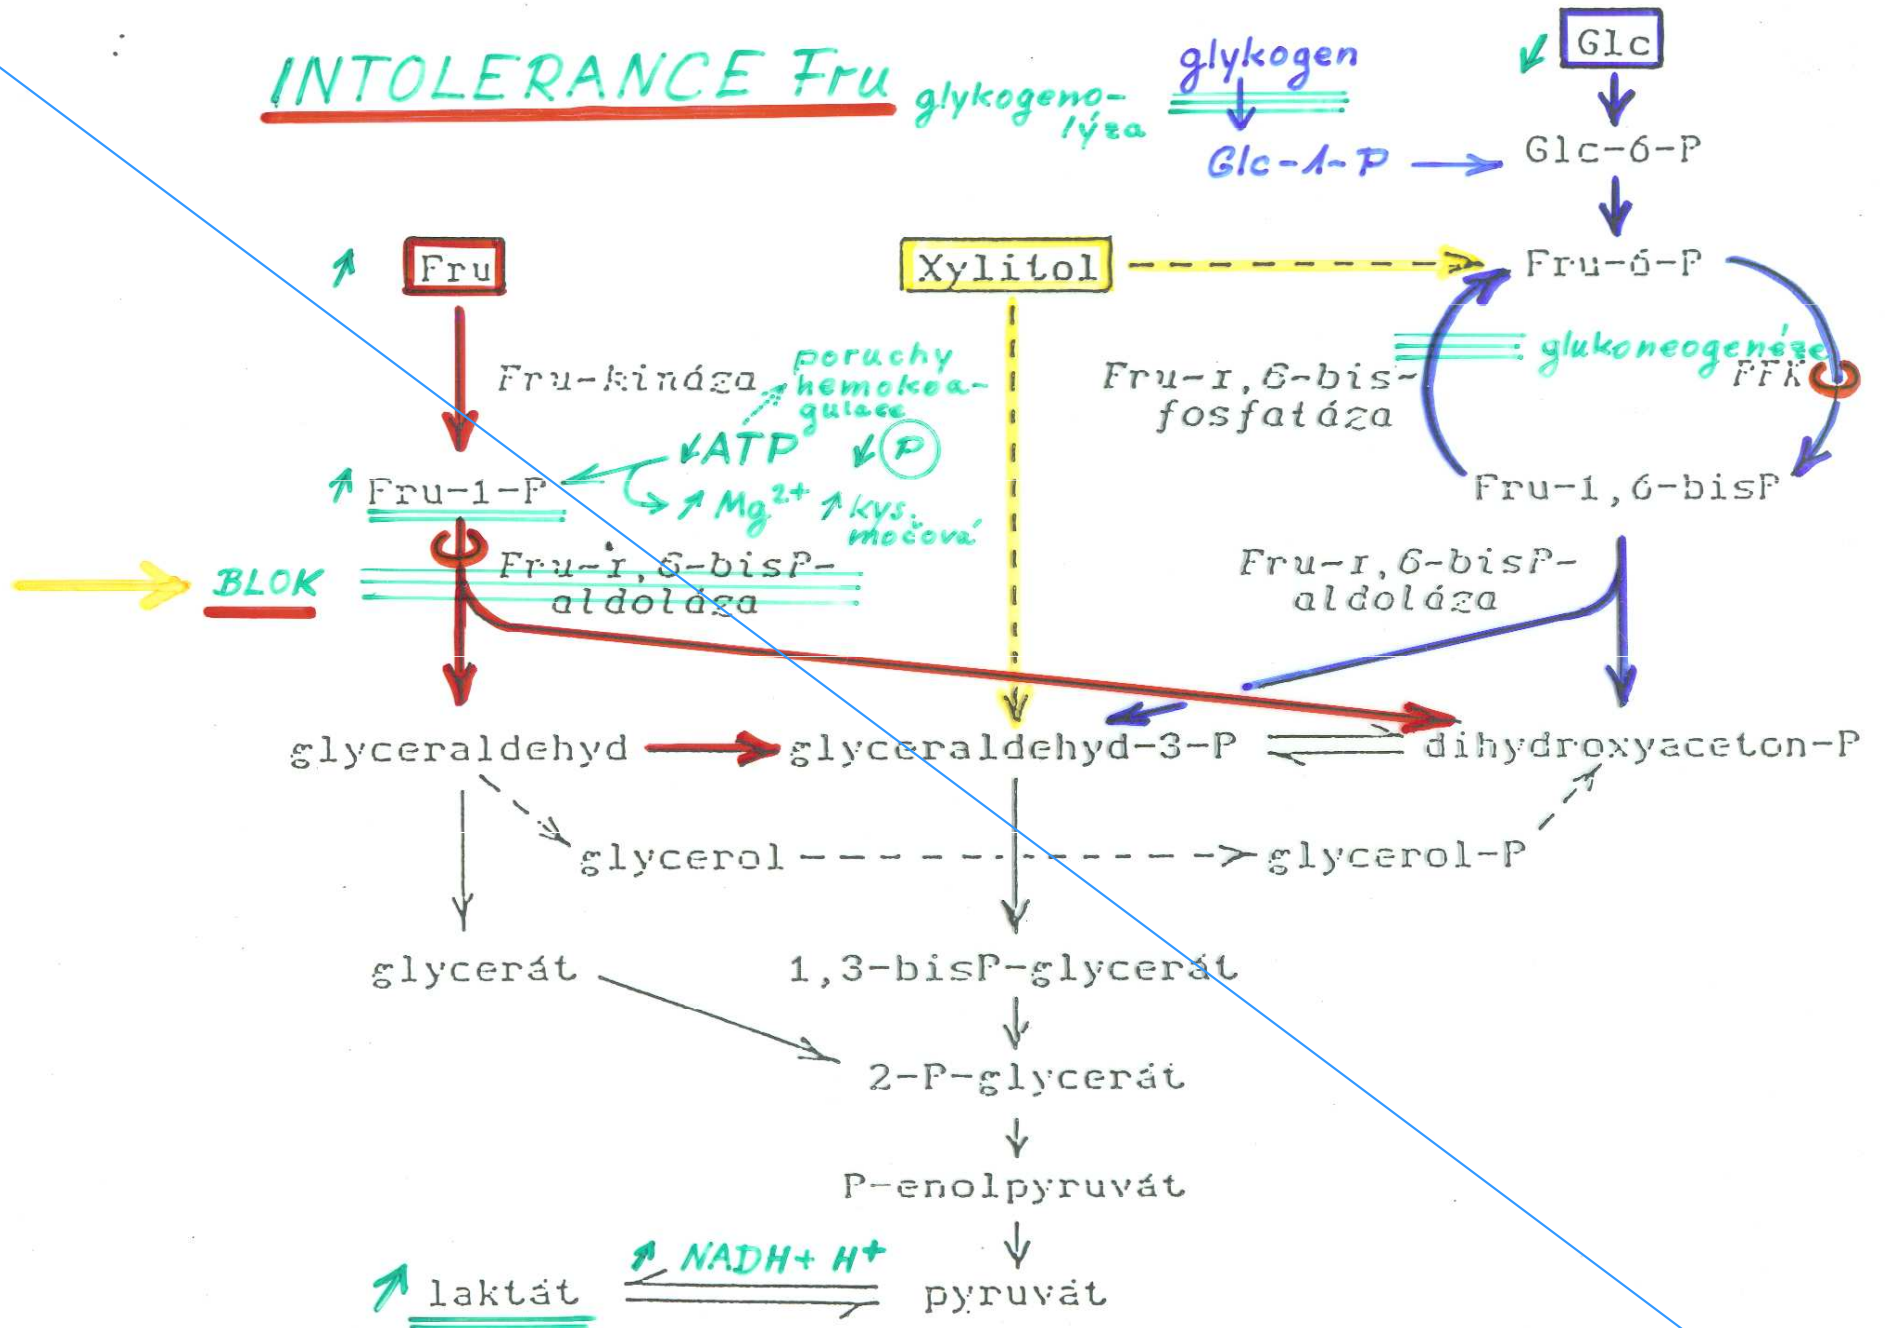 INTOLERANCE Fru
glykogeno-
lýza
glykogen
Glc
Glc-1-P
Glc-6-P
Fru
Xylitol
Fru-6-P
Fru-kináza
poruchy
hemokoa-
gulace
Fru-1,6-bis-
fosfatáza
glukoneogenéze
PFK
ATP
P
Fru-1-P
Mg2+
kys.
močová
Fru-1,6-bisP
BLOK
Fru-1,6-bisP-
aldoláza
Fru-1,6-bisP-
aldoláza
glyceraldehyd
glyceraldehyd-3-P
dihydroxyaceton-P
glycerol
glycerol-P
glycerát
1,3-bisP-glycerát
2-P-glycerát
P-enolpyruvát
NADH+ H+
laktát
pyruvát